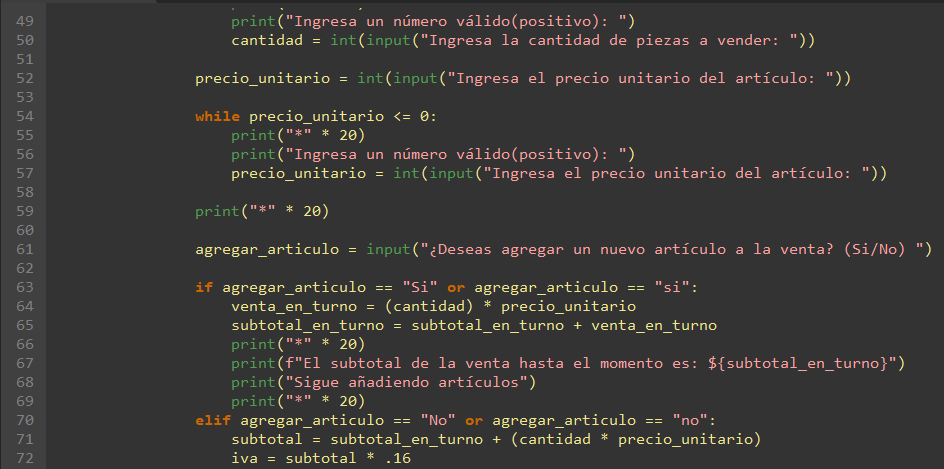 49 print("Ingresa un número válido(positivo): ")
50 cantidad = int(input("Ingresa la cantidad de piezas a vender: "))
51
52 precio_unitario = int(input("Ingresa el precio unitario del artículo: "))
53
54 while precio_unitario <= 0:
55 print("*" * 20)
56 print("Ingresa un número válido(positivo): ")
57 precio_unitario = int(input("Ingresa el precio unitario del artículo: "))
58
59 print("*" * 20)
60
61 agregar_articulo = input("¿Deseas agregar un nuevo artículo a la venta? (Si/No) ")
62
63 if agregar_articulo == "Si" or agregar_articulo == "si":
64 venta_en_turno = (cantidad) * precio_unitario
65 subtotal_en_turno = subtotal_en_turno + venta_en_turno
66 print("*" * 20)
67 print(f"El subtotal de la venta hasta el momento es: ${subtotal_en_turno}")
68 print("Sigue añadiendo artículos")
69 print("*" * 20)
70 elif agregar_articulo == "No" or agregar_articulo == "no":
71 subtotal = subtotal_en_turno + (cantidad * precio_unitario)
72 iva = subtotal * .16